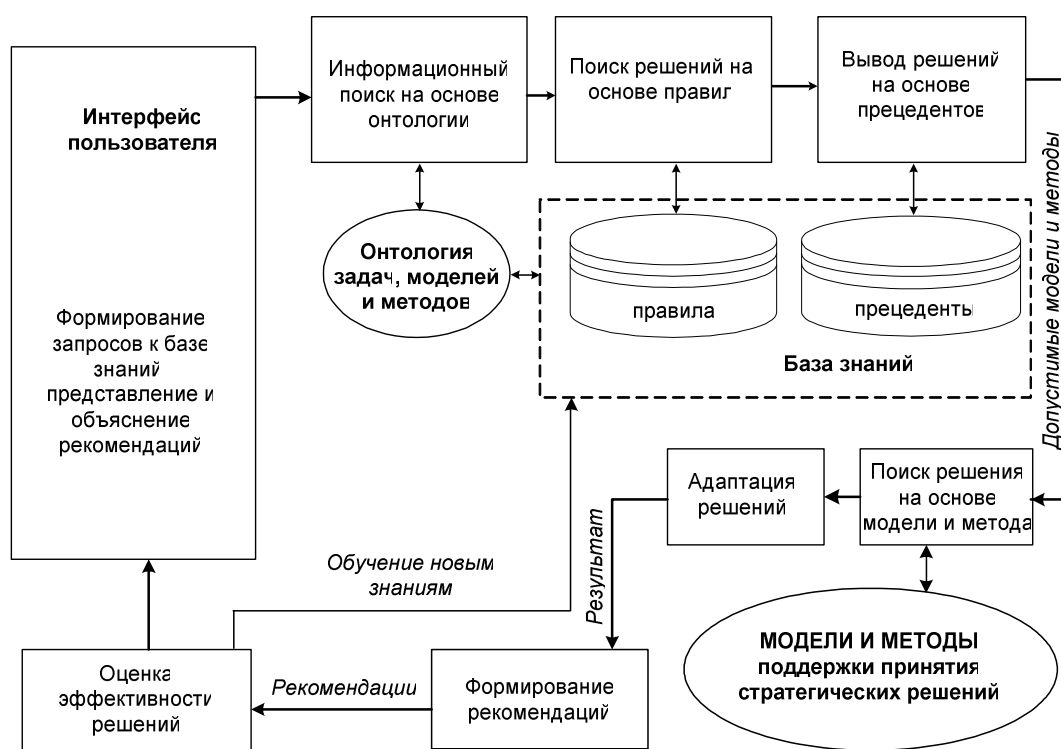 Интерфейс
пользователя
Формирование
запросов к базе
знаний
представление и
объяснение
рекомендаций
Информационный
поиск на основе
онтологии
Поиск решений на
основе правил
Вывод решений
на основе
прецедентов
Допустимые модели и методы
Онтология
задач, моделей
и методов
правила
прецеденты
База знаний
Поиск решения
на основе
модели и метода
Адаптация
решений
Результат
Обучение новым
знаниям
МОДЕЛИ И МЕТОДЫ
поддержки принятия
стратегических решений
Формирование
рекомендаций
Рекомендации
Оценка
эффективности
решений